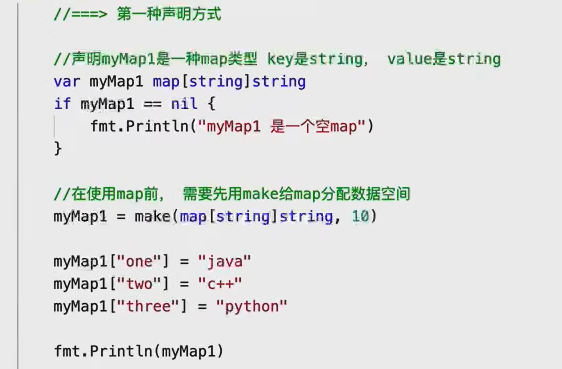 //===> 第一种声明方式
//声明myMap1是一种map类型 key是string， value是string
var myMap1 map[string]string
if myMap1 == nil {
fmt.Println("myMap1 是一个空map")
}
//在使用map前， 需要先用make给map分配数据空间
myMap1 = make(map[string]string, 10)
myMap1["one"] = "java"
myMap1["two"] = "c++"
myMap1["three"] = "python"
fmt.Println(myMap1)